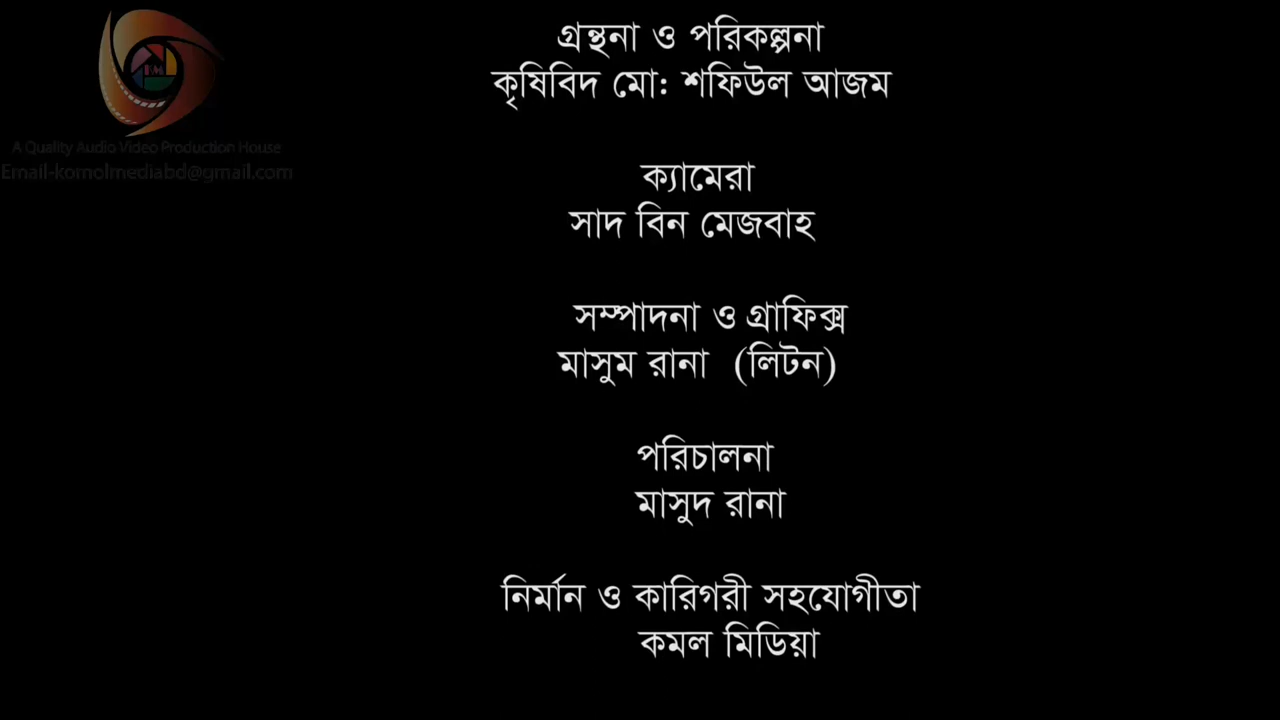 গ্রন্থনা ও পরিকল্পনা
কৃষিবিদ মো: শফিউল আজম
KM
A Quality Audio Video Production House
Email-komolmediabd@gmail.com
ক্যামেরা
সাদ বিন মেজবাহ
সম্পাদনা ও গ্রাফিক্স
মাসুম রানা (লিটন)
পরিচালনা
মাসুদ রানা
নির্মান ও কারিগরী সহযোগীতা
কমল মিডিয়া